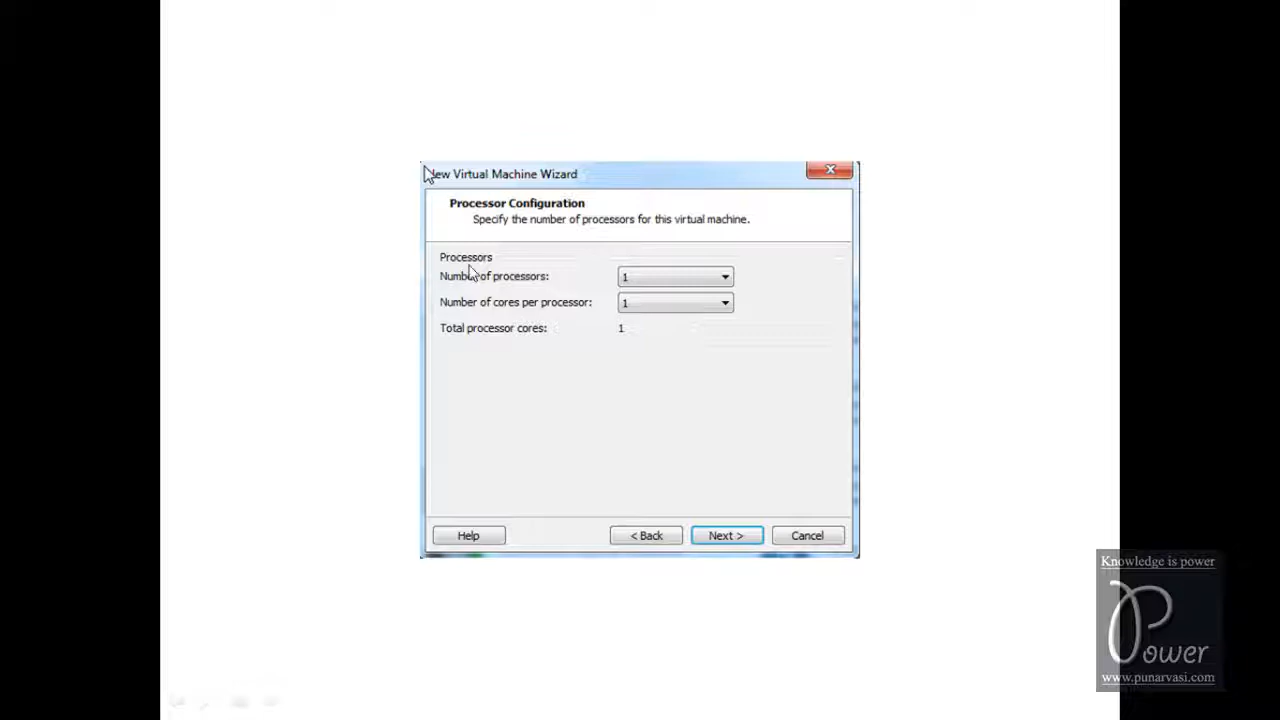 New Virtual Machine Wizard
Processor Configuration
Specify the number of processors for this virtual machine.
Processors
Number of processors: 1
Number of cores per processor: 1
Total processor cores: 1
Help < Back Next > Cancel
Knowledge is power
Power
www.punarvasi.com